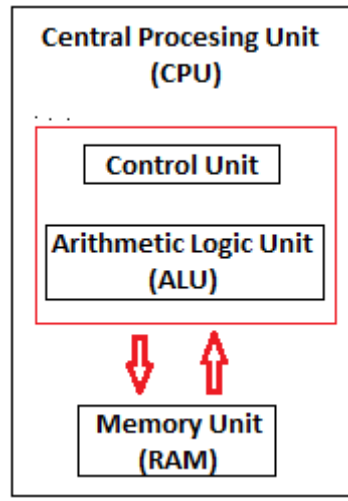 Central Procesing Unit
(CPU)
. . .
Control Unit
Arithmetic Logic Unit
(ALU)
Memory Unit
(RAM)